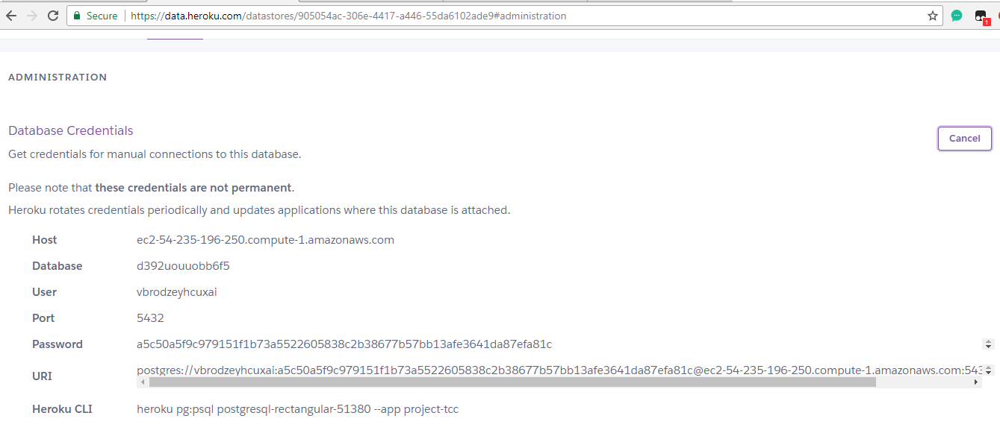 Secure https://data.heroku.com/datastores/905054ac-306e-4417-a446-55da6102ade9#administration
1
ADMINISTRATION
Database Credentials
Cancel
Get credentials for manual connections to this database.
Please note that these credentials are not permanent.
Heroku rotates credentials periodically and updates applications where this database is attached.
Host ec2-54-235-196-250.compute-1.amazonaws.com
Database d392uouuobb6f5
User vbrodzeyhcuxai
Port 5432
Password a5c50a5f9c979151f1b73a5522605838c2b38677b57bb13afe3641da87efa81c
URI postgres://vbrodzeyhcuxai:a5c50a5f9c979151f1b73a5522605838c2b38677b57bb13afe3641da87efa81c@ec2-54-235-196-250.compute-1.amazonaws.com:543
Heroku CLI heroku pg:psql postgresql-rectangular-51380 --app project-tcc